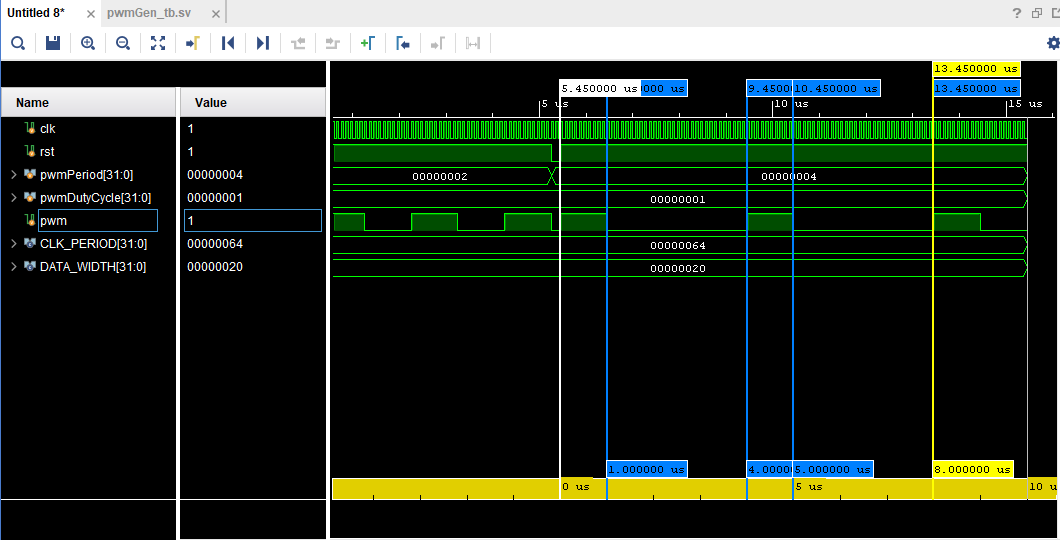 Untitled 8* × pwmGen_tb.sv ×
?
13.450000 us
5.450000 us 000 us 9.450 10.450000 us 13.450000 us
Name Value
5 us 10 us 15 us
clk 1
rst 1
pwmPeriod[31:0] 00000004 00000002 00000004
pwmDutyCycle[31:0] 00000001 00000001
pwm 1
CLK_PERIOD[31:0] 00000064 00000064
DATA_WIDTH[31:0] 00000020 00000020
1.000000 us 4.0000 5.000000 us 8.000000 us
0 us 5 us 10 us